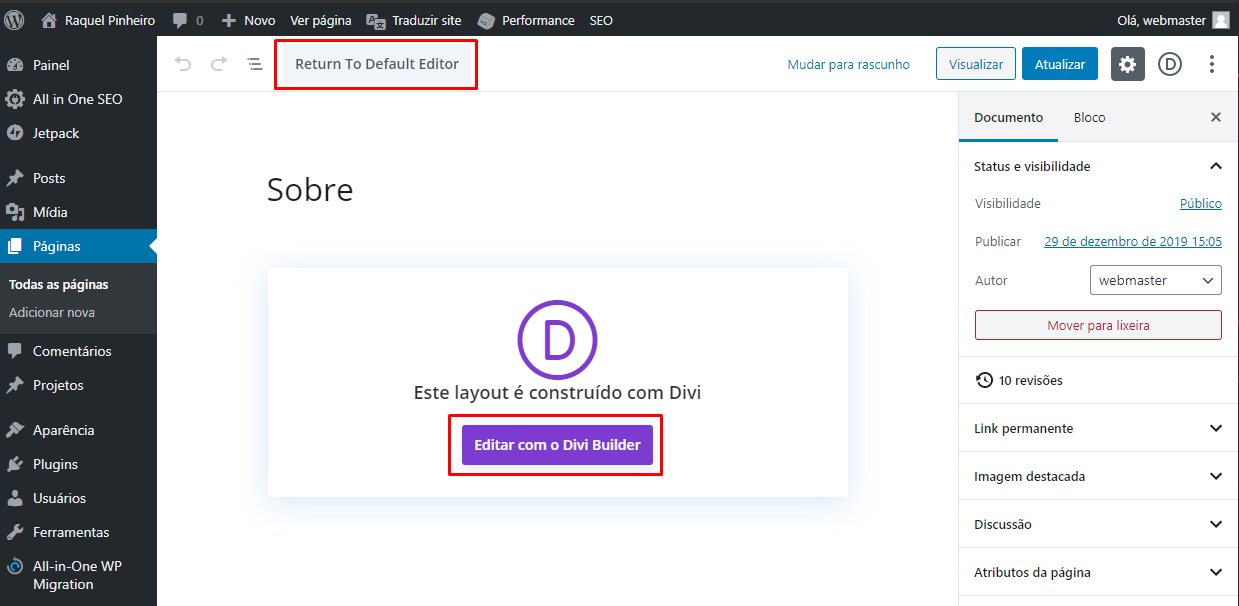 Raquel Pinheiro 0 Novo Ver página Traduzir site Performance SEO Olá, webmaster
Painel
All in One SEO
Jetpack
Posts
Mídia
Páginas
Todas as páginas
Adicionar nova
Comentários
Projetos
Aparência
Plugins
Usuários
Ferramentas
All-in-One WP
Migration
Return To Default Editor Mudar para rascunho Visualizar Atualizar D
Sobre
D
Este layout é construído com Divi
Editar com o Divi Builder
Documento Bloco
Status e visibilidade
Visibilidade Público
Publicar 29 de dezembro de 2019 15:05
Autor webmaster
Mover para lixeira
10 revisões
Link permanente
Imagem destacada
Discussão
Atributos da página